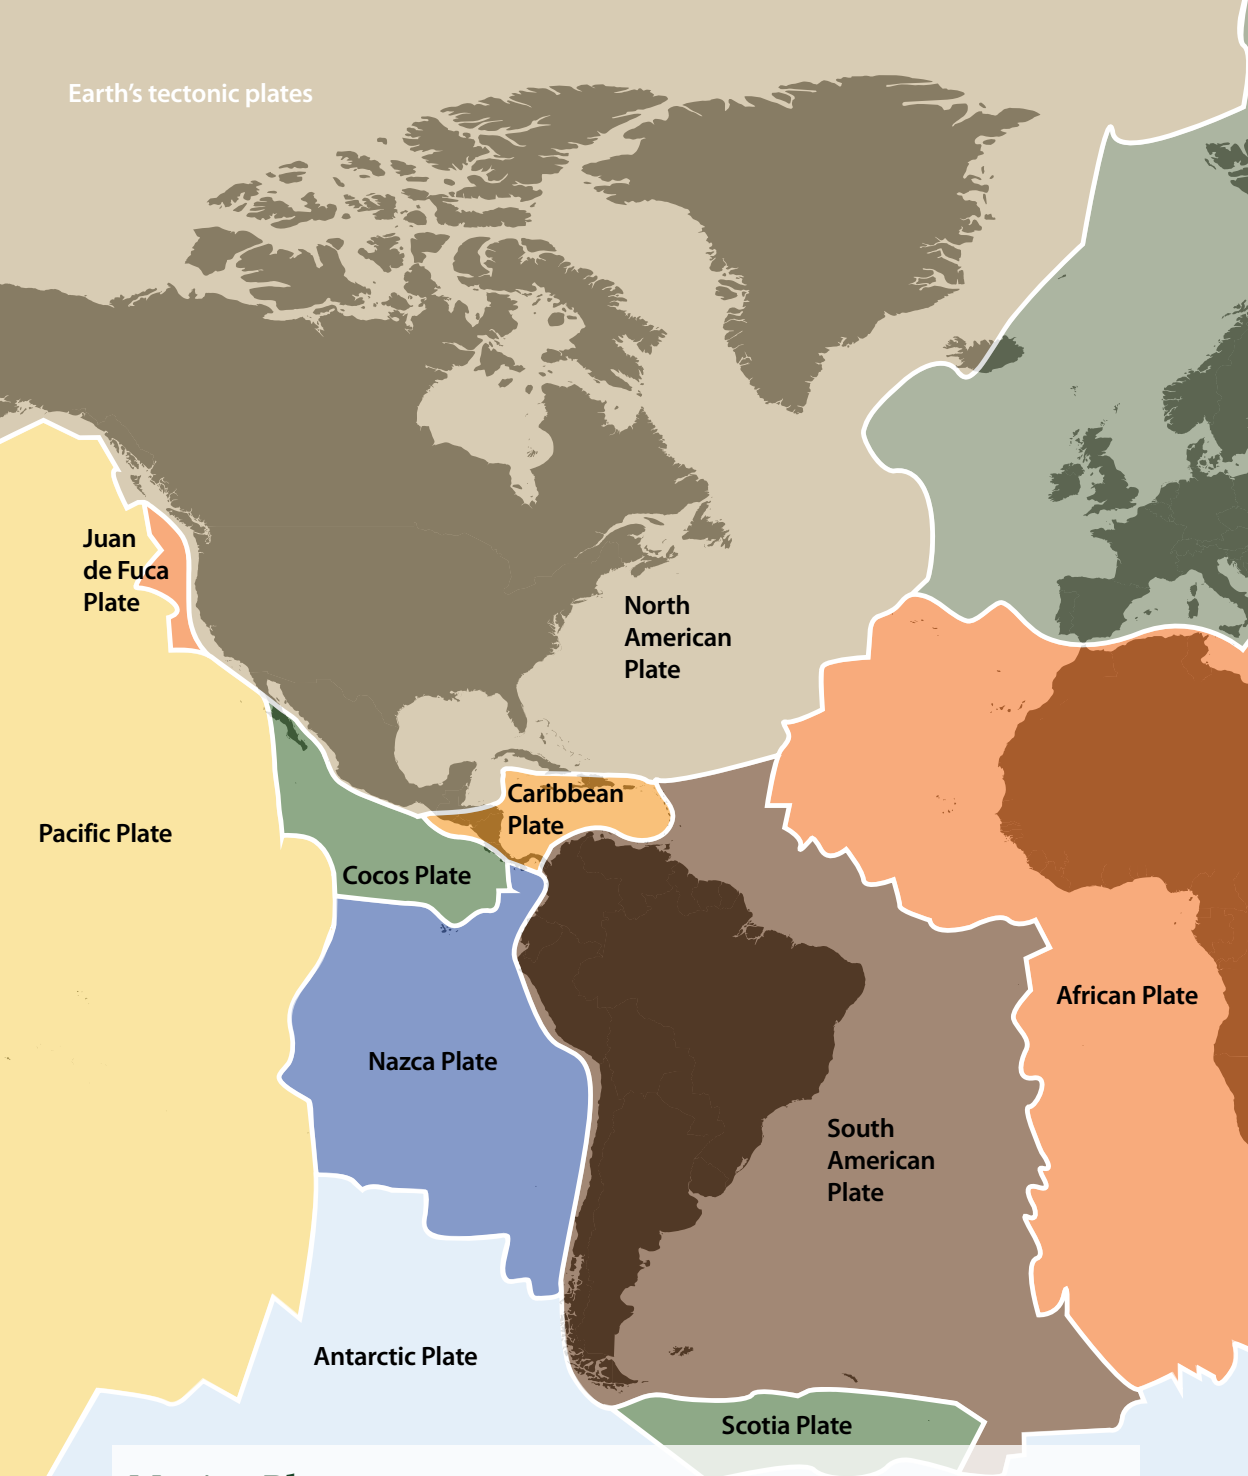 Earth's tectonic plates
Juan
de Fuca
Plate
North
American
Plate
Caribbean
Plate
Pacific Plate
Cocos Plate
African Plate
Nazca Plate
South
American
Plate
Antarctic Plate
Scotia Plate